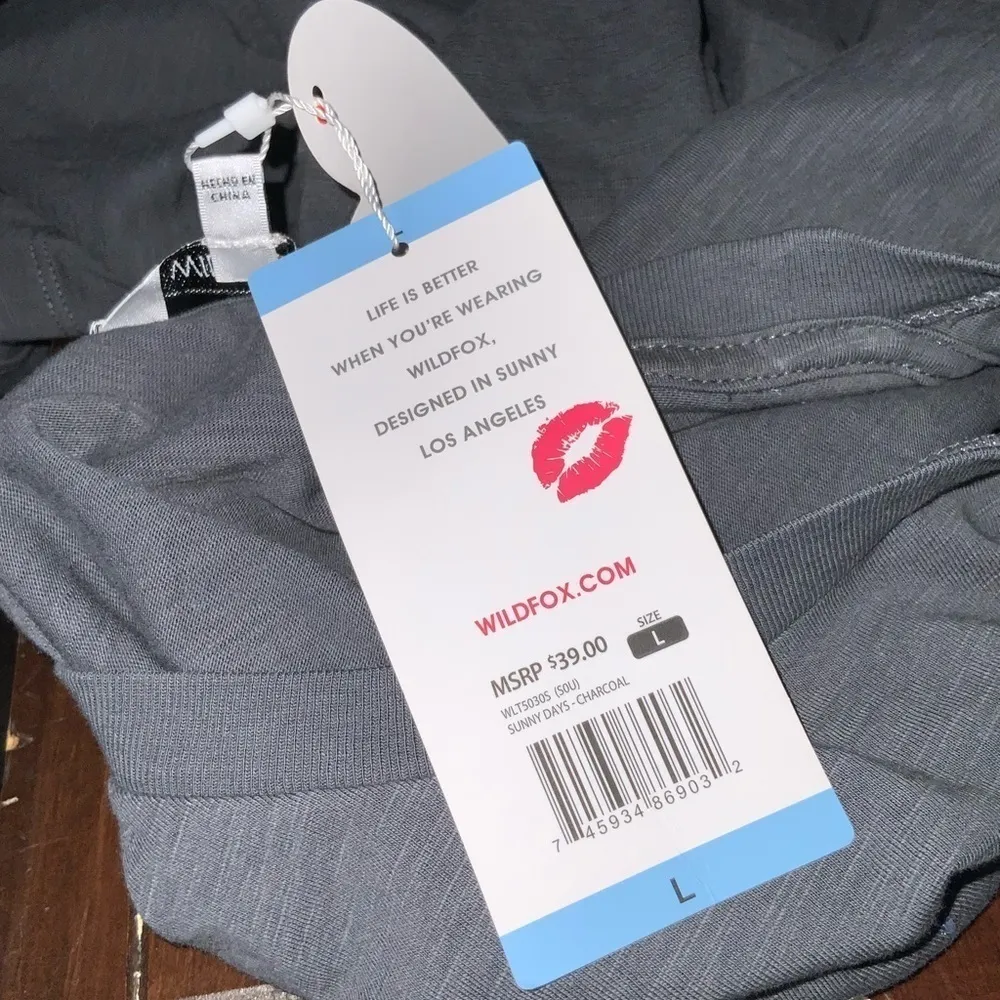 HECHO EN
CHINA
LIFE IS BETTER
WHEN YOU'RE WEARING
WILDFOX,
DESIGNED IN SUNNY
LOS ANGELES
WILDFOX.COM
MSRP $39.00
SIZE
L
WLT5030S (S0U)
SUNNY DAYS - CHARCOAL
7 45934 86903 2
L